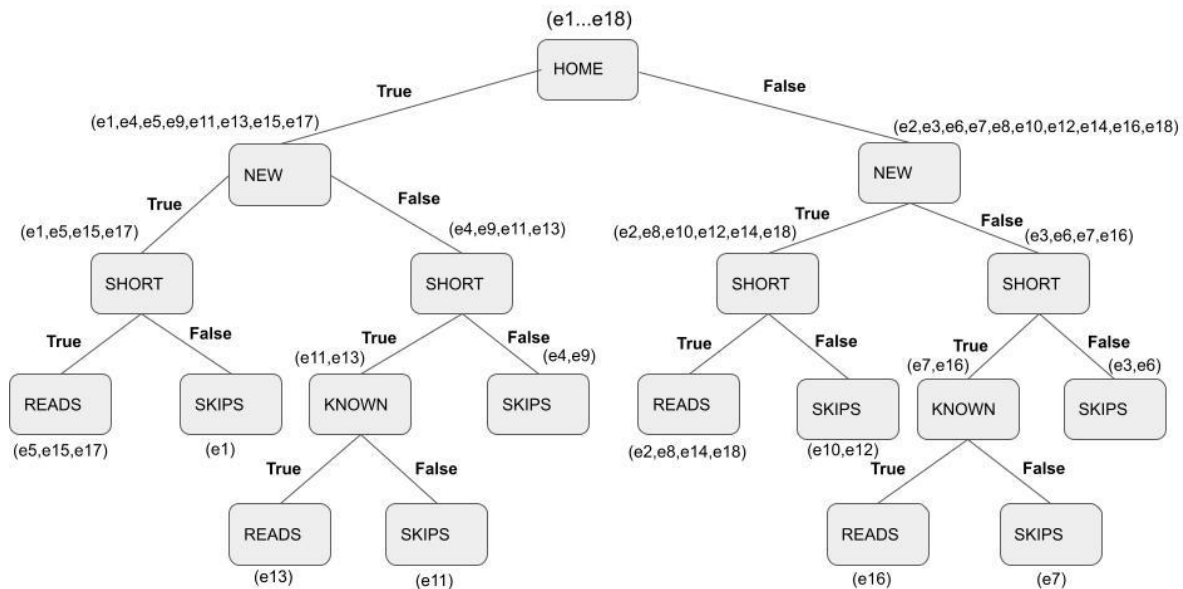 (e1...e18)
HOME
True
False
(e1,e4,e5,e9,e11,e13,e15,e17)
(e2,e3,e6,e7,e8,e10,e12,e14,e16,e18)
NEW
NEW
True
False
True
False
(e1,e5,e15,e17)
(e4,e9,e11,e13)
(e2,e8,e10,e12,e14,e18)
(e3,e6,e7,e16)
SHORT
SHORT
SHORT
SHORT
True
False
True
False
True
False
True
False
(e11,e13)
(e4,e9)
(e7,e16)
(e3,e6)
READS
SKIPS
KNOWN
SKIPS
READS
SKIPS
KNOWN
SKIPS
(e5,e15,e17)
(e1)
(e2,e8,e14,e18)
(e10,e12)
True
False
True
False
READS
SKIPS
READS
SKIPS
(e13)
(e11)
(e16)
(e7)